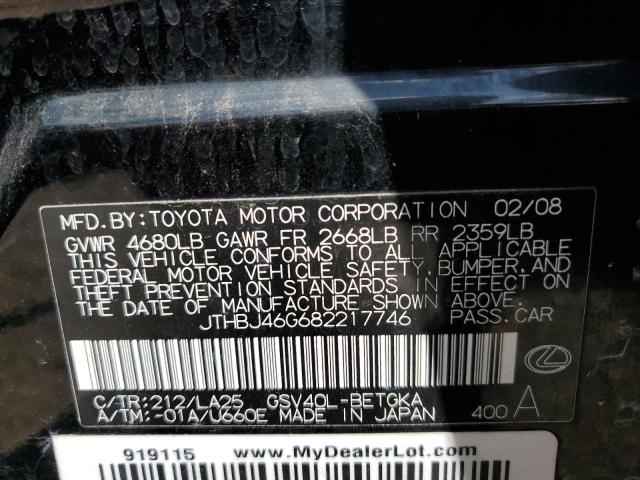 MFD. BY: TOYOTA MOTOR CORPORATION 02/08
GVWR 4680LB GAWR FR 2668LB RR 2359LB
THIS VEHICLE CONFORMS TO ALL APPLICABLE
FEDERAL MOTOR VEHICLE SAFETY, BUMPER, AND
THEFT PREVENTION STANDARDS IN EFFECT ON
THE DATE OF MANUFACTURE SHOWN ABOVE.
JTHBJ46G682217746 PASS. CAR
C/TR: 212/LA25 GSV40L-BETGKA
A/TM: -01A/U660E MADE IN JAPAN 400 A
919115 www.MyDealerLot.com